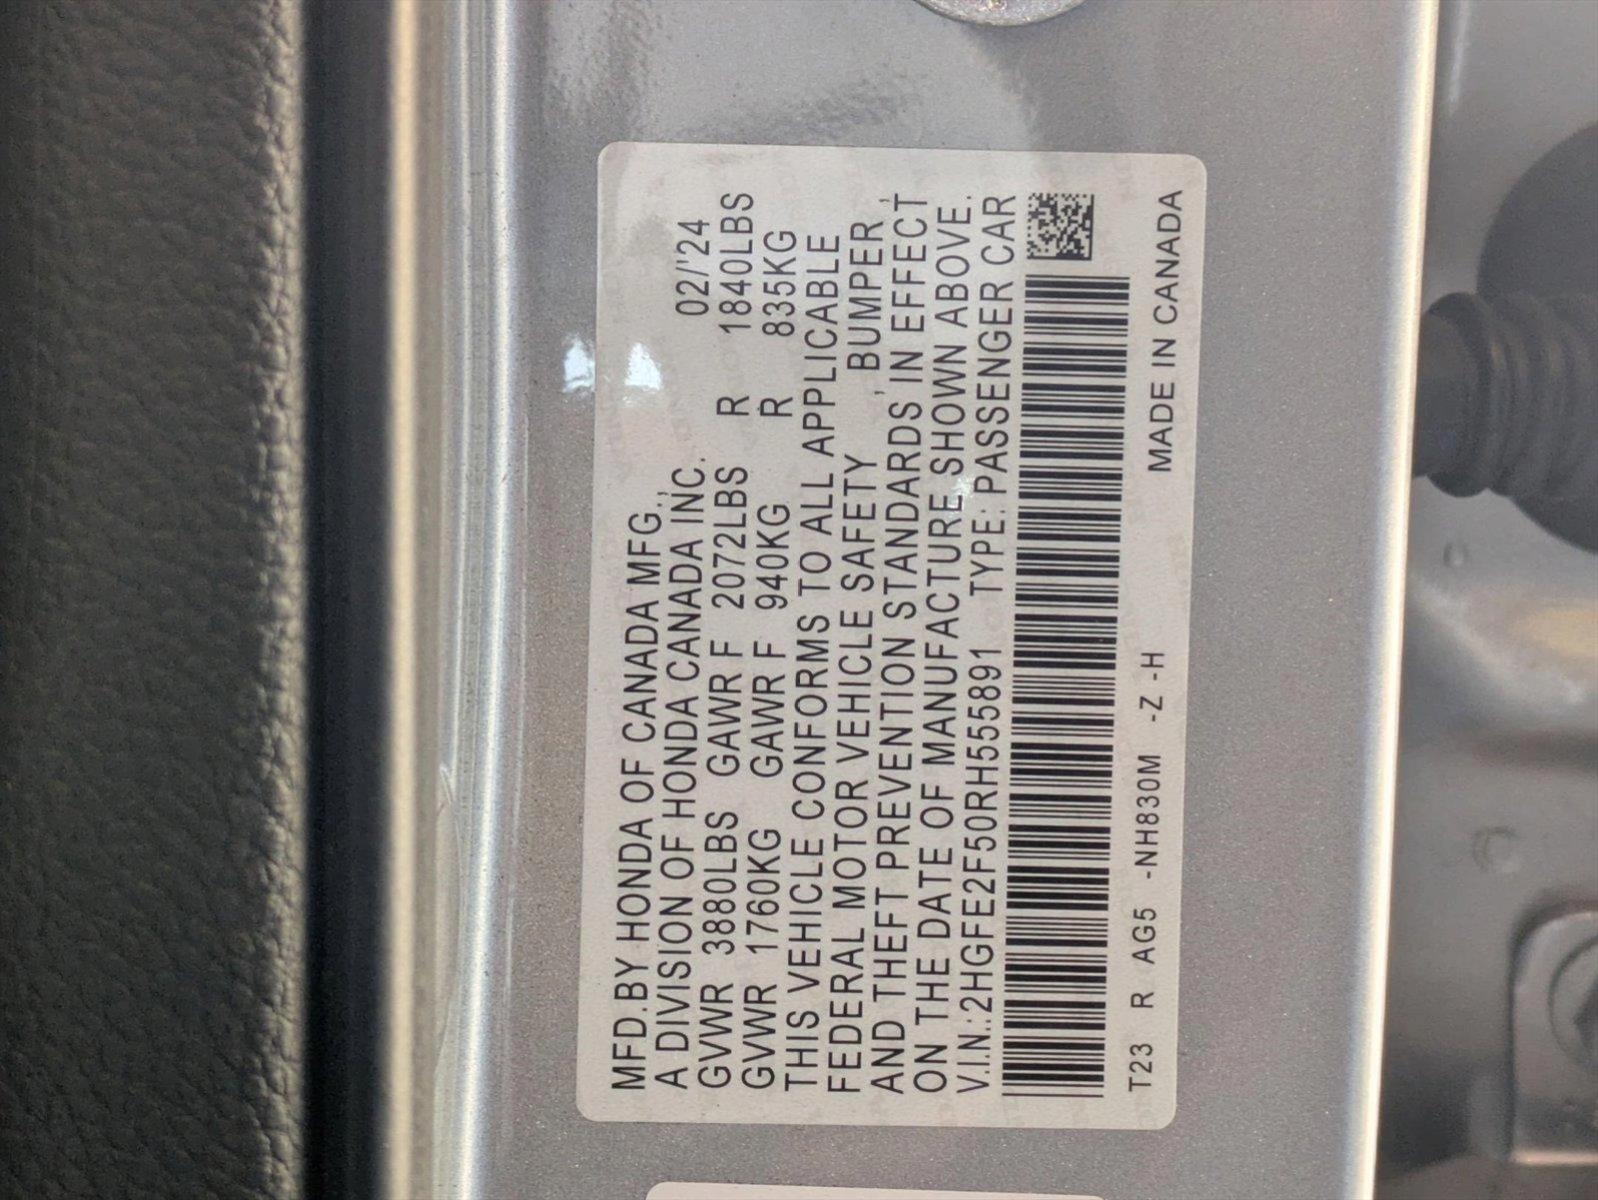 MFD.BY HONDA OF CANADA MFG.,
A DIVISION OF HONDA CANADA INC. 02/'24
GVWR 3880LBS GAWR F 2072LBS R 1840LBS
GVWR 1760KG GAWR F 940KG R 835KG
THIS VEHICLE CONFORMS TO ALL APPLICABLE
FEDERAL MOTOR VEHICLE SAFETY, BUMPER,
AND THEFT PREVENTION STANDARDS IN EFFECT
ON THE DATE OF MANUFACTURE SHOWN ABOVE.
V.I.N.:2HGFE2F50RH555891 TYPE: PASSENGER CAR
T23 R AG5 -NH830M -Z -H MADE IN CANADA